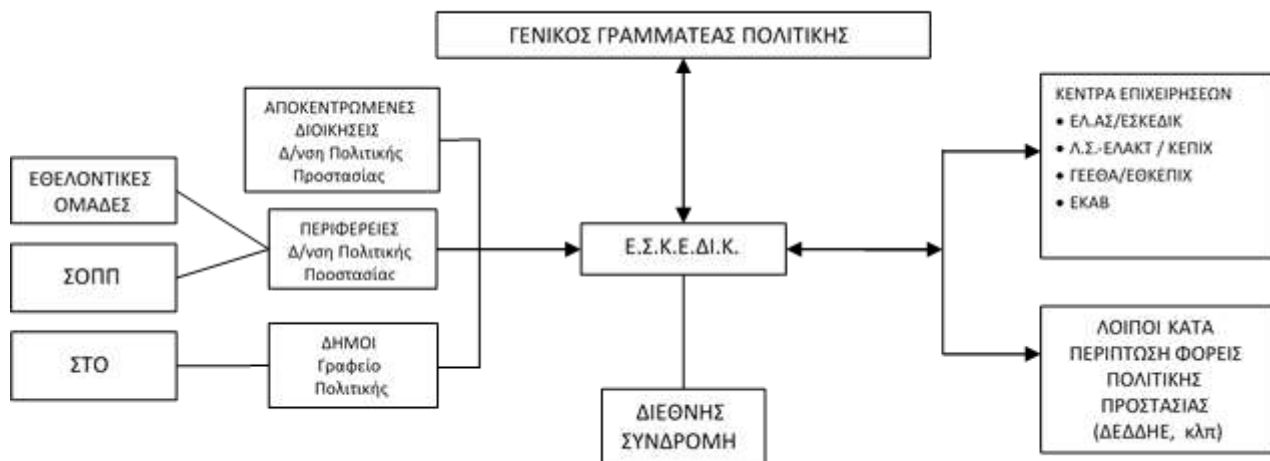 ΓΕΝΙΚΟΣ ΓΡΑΜΜΑΤΕΑΣ ΠΟΛΙΤΙΚΗΣ
ΑΠΟΚΕΝΤΡΩΜΕΝΕΣ
ΔΙΟΙΚΗΣΕΙΣ
Δ/νση Πολιτικής
Προστασίας
ΕΘΕΛΟΝΤΙΚΕΣ
ΟΜΑΔΕΣ
ΣΟΠΠ
ΣΤΟ
ΠΕΡΙΦΕΡΕΙΕΣ
Δ/νση Πολιτικής
Προστασίας
ΔΗΜΟΙ
Γραφείο
Πολιτικής
Ε.Σ.Κ.Ε.ΔΙ.Κ.
ΔΙΕΘΝΗΣ
ΣΥΝΔΡΟΜΗ
ΚΕΝΤΡΑ ΕΠΙΧΕΙΡΗΣΕΩΝ
• ΕΛ.ΑΣ/ΕΣΚΕΔΙΚ
• Λ.Σ.-ΕΛΑΚΤ / ΚΕΠΙΧ
• ΓΕΕΘΑ/ΕΘΚΕΠΙΧ
• ΕΚΑΒ
ΛΟΙΠΟΙ ΚΑΤΑ
ΠΕΡΙΠΤΩΣΗ ΦΟΡΕΙΣ
ΠΟΛΙΤΙΚΗΣ
ΠΡΟΣΤΑΣΙΑΣ
(ΔΕΔΔΗΕ, κλπ)